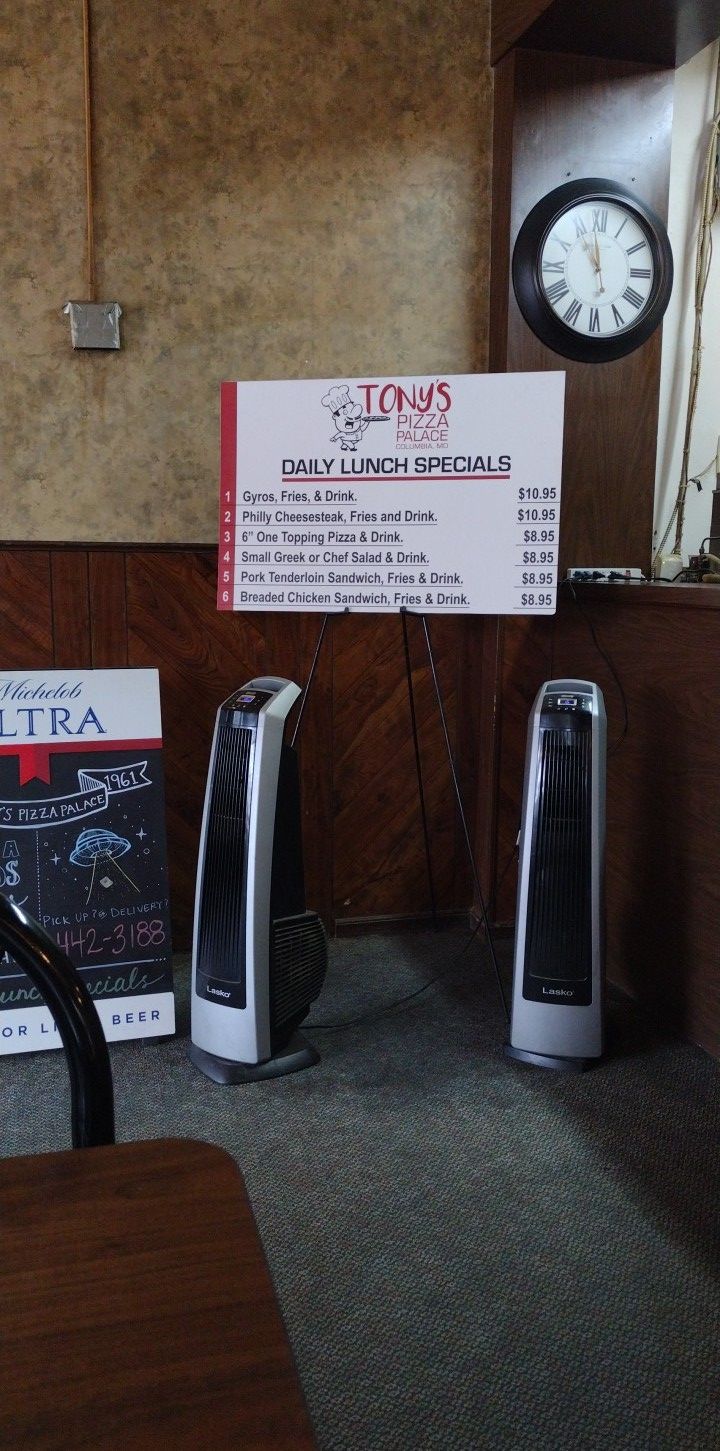 TONY'S
PIZZA
PALACE
COLUMBIA, MO
DAILY LUNCH SPECIALS
1 Gyros, Fries, & Drink. $10.95
2 Philly Cheesesteak, Fries and Drink. $10.95
3 6" One Topping Pizza & Drink. $8.95
4 Small Greek or Chef Salad & Drink. $8.95
5 Pork Tenderloin Sandwich, Fries & Drink. $8.95
6 Breaded Chicken Sandwich, Fries & Drink. $8.95
Michelob
LTRA
1961
'S PIZZA PALACE
PICK UP? OR DELIVERY?
442-3188
BEER
Lasko
Lasko
XII